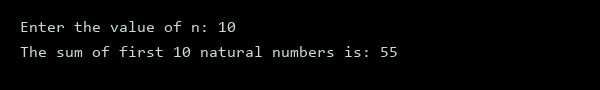 Enter the value of n: 10
The sum of first 10 natural numbers is: 55